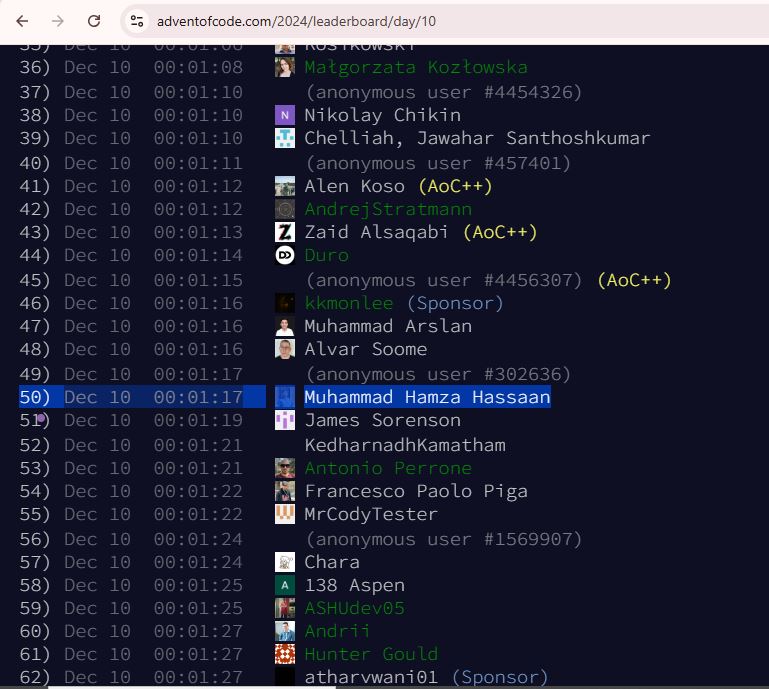 adventofcode.com/2024/leaderboard/day/10
35) Dec 10 00:01:06 Rosikowski
36) Dec 10 00:01:08 Małgorzata Kozłowska
37) Dec 10 00:01:10 (anonymous user #4454326)
38) Dec 10 00:01:10 N Nikolay Chikin
39) Dec 10 00:01:10 Chelliah, Jawahar Santhoshkumar
40) Dec 10 00:01:11 (anonymous user #457401)
41) Dec 10 00:01:12 Alen Koso (AoC++)
42) Dec 10 00:01:12 AndrejStratmann
43) Dec 10 00:01:13 Zaid Alsaqabi (AoC++)
44) Dec 10 00:01:14 Duro
45) Dec 10 00:01:15 (anonymous user #4456307) (AoC++)
46) Dec 10 00:01:16 kkmonlee (Sponsor)
47) Dec 10 00:01:16 Muhammad Arslan
48) Dec 10 00:01:16 Alvar Soome
49) Dec 10 00:01:17 (anonymous user #302636)
50) Dec 10 00:01:17 Muhammad Hamza Hassaan
51) Dec 10 00:01:19 James Sorenson
52) Dec 10 00:01:21 KedharnadhKamatham
53) Dec 10 00:01:21 Antonio Perrone
54) Dec 10 00:01:22 Francesco Paolo Piga
55) Dec 10 00:01:22 MrCodyTester
56) Dec 10 00:01:24 (anonymous user #1569907)
57) Dec 10 00:01:24 Chara
58) Dec 10 00:01:25 A 138 Aspen
59) Dec 10 00:01:25 ASHUdev05
60) Dec 10 00:01:27 Andrii
61) Dec 10 00:01:27 Hunter Gould
62) Dec 10 00:01:27 atharvwani01 (Sponsor)